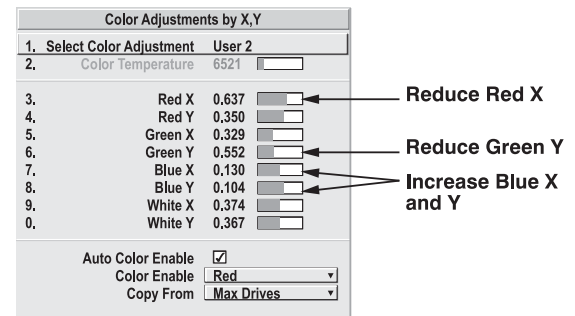 Color Adjustments by X,Y
1. Select Color Adjustment User 2
2. Color Temperature 6521
3. Red X 0.637
Reduce Red X
4. Red Y 0.350
5. Green X 0.329
6. Green Y 0.552
Reduce Green Y
7. Blue X 0.130
8. Blue Y 0.104
Increase Blue X
and Y
9. White X 0.374
0. White Y 0.367
Auto Color Enable
Color Enable Red
Copy From Max Drives